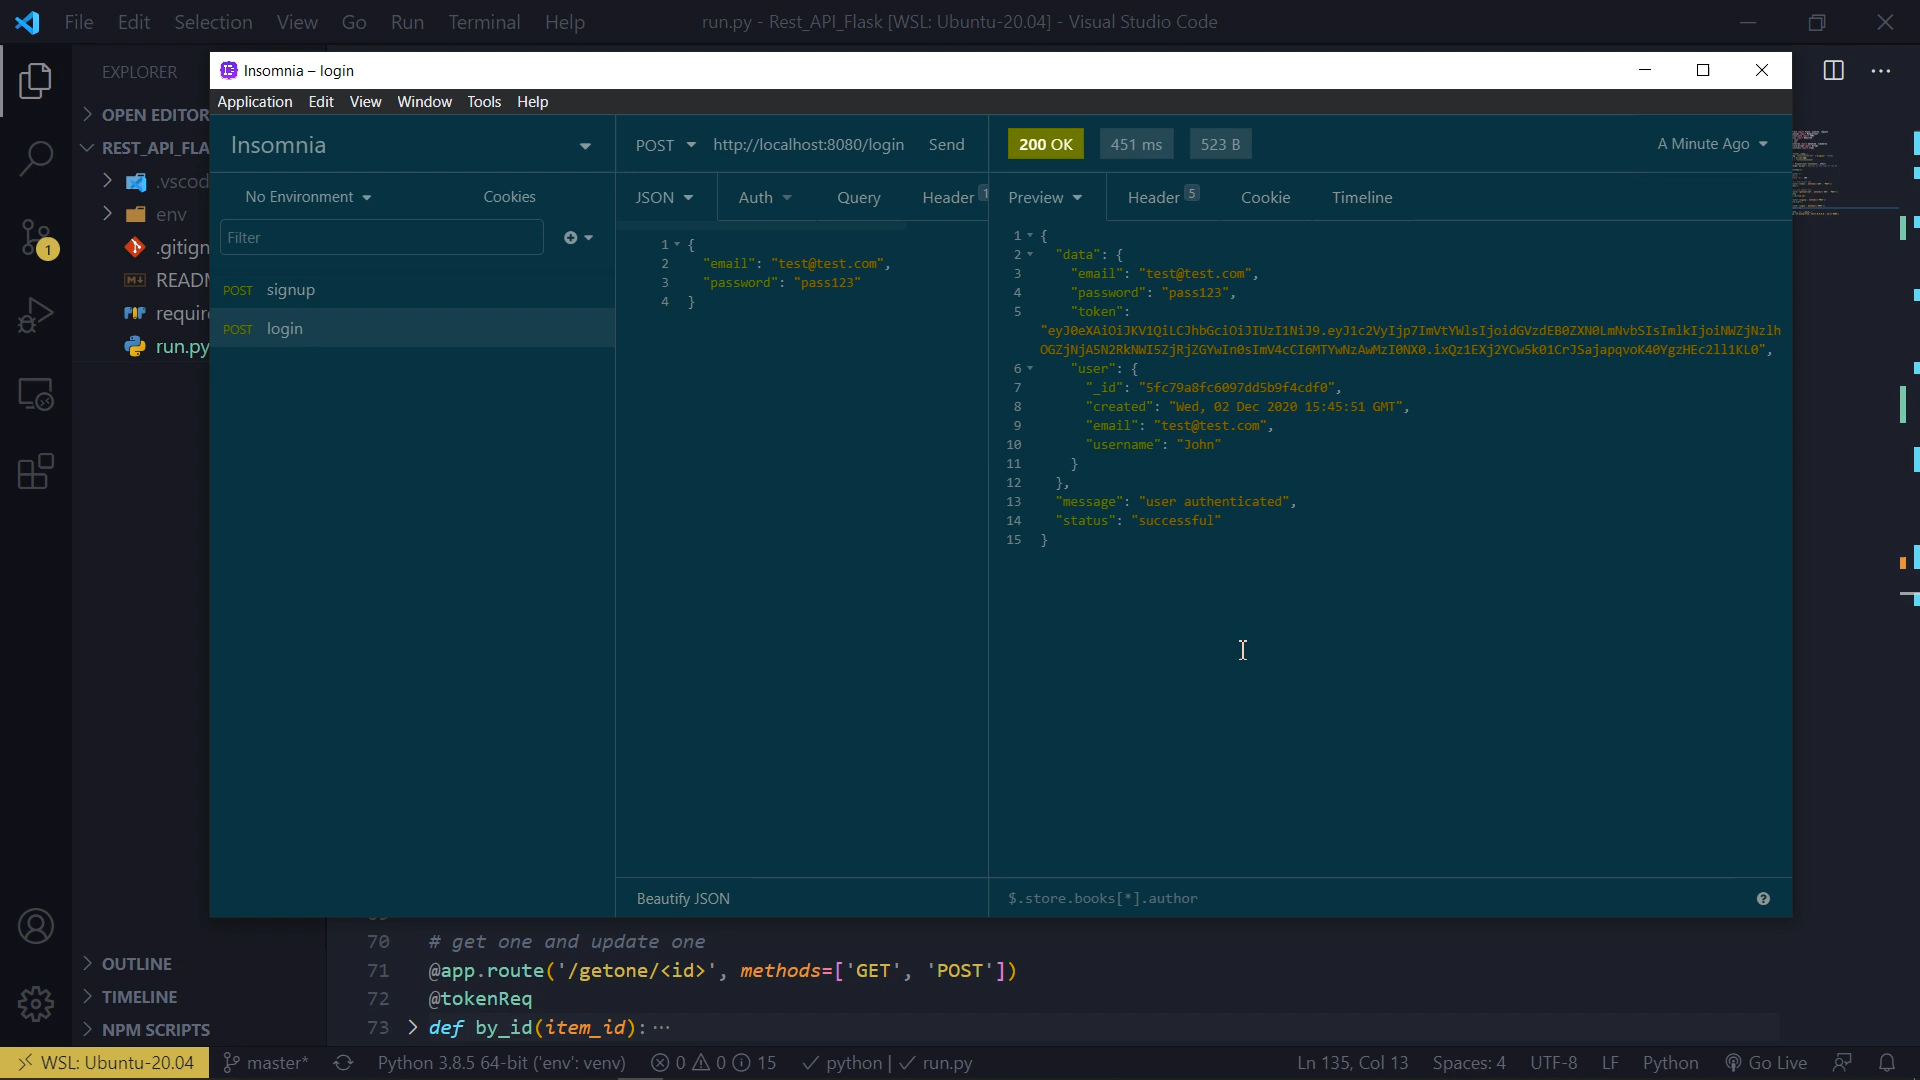 File Edit Selection View Go Run Terminal Help run.py - Rest_API_Flask [WSL: Ubuntu-20.04] - Visual Studio Code
EXPLORER
OPEN EDITOR
REST_API_FLA
.vscod
env
.gitign
READ
requir
run.py
1
OUTLINE
TIMELINE
NPM SCRIPTS
Insomnia – login
Application Edit View Window Tools Help
Insomnia
No Environment Cookies
Filter
POST signup
POST login
POST http://localhost:8080/login Send
JSON Auth Query Header 1
1 {
2 "email": "test@test.com",
3 "password": "pass123"
4 }
Beautify JSON
200 OK 451 ms 523 B A Minute Ago
Preview Header 5 Cookie Timeline
1 {
2 "data": {
3 "email": "test@test.com",
4 "password": "pass123",
5 "token":
6 "user": {
7 "_id": "5fc79a8fc6097dd5b9f4cdf0",
8 "created": "Wed, 02 Dec 2020 15:45:51 GMT",
9 "email": "test@test.com",
10 "username": "John"
11 }
12 },
13 "message": "user authenticated",
14 "status": "successful"
15 }
$.store.books[*].author
70 # get one and update one
71 @app.route('/getone/<id>', methods=['GET', 'POST'])
72 @tokenReq
73 def by_id(item_id):…
WSL: Ubuntu-20.04 master* Python 3.8.5 64-bit ('env': venv) 0 0 15 python | run.py Ln 135, Col 13 Spaces: 4 UTF-8 LF Python Go Live